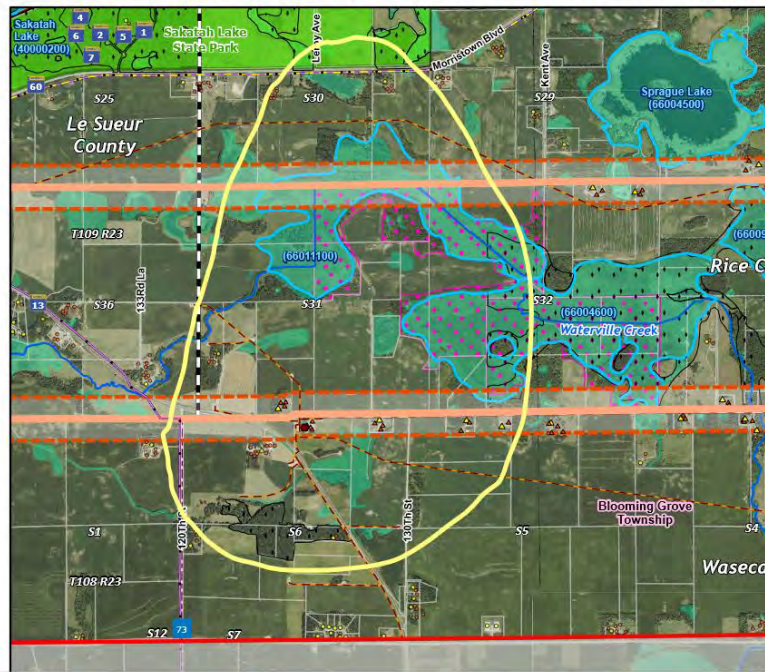 Sakatah
Lake
(40000200)
4
6
2
5
1
7
Sakatah Lake
State Park
Leroy Ave
Morristown Blvd
Kent Ave
60
S25
S30
S29
Sprague Lake
(66004500)
Le Sueur
County
T109 R23
(66011100)
(66009
Rice C
133Rd La
13
S36
S31
S32
(66004600)
Waterville Creek
Blooming Grove
Township
130Th St
S1
S6
S5
S4
T108 R23
Waseca
S12
73
S7